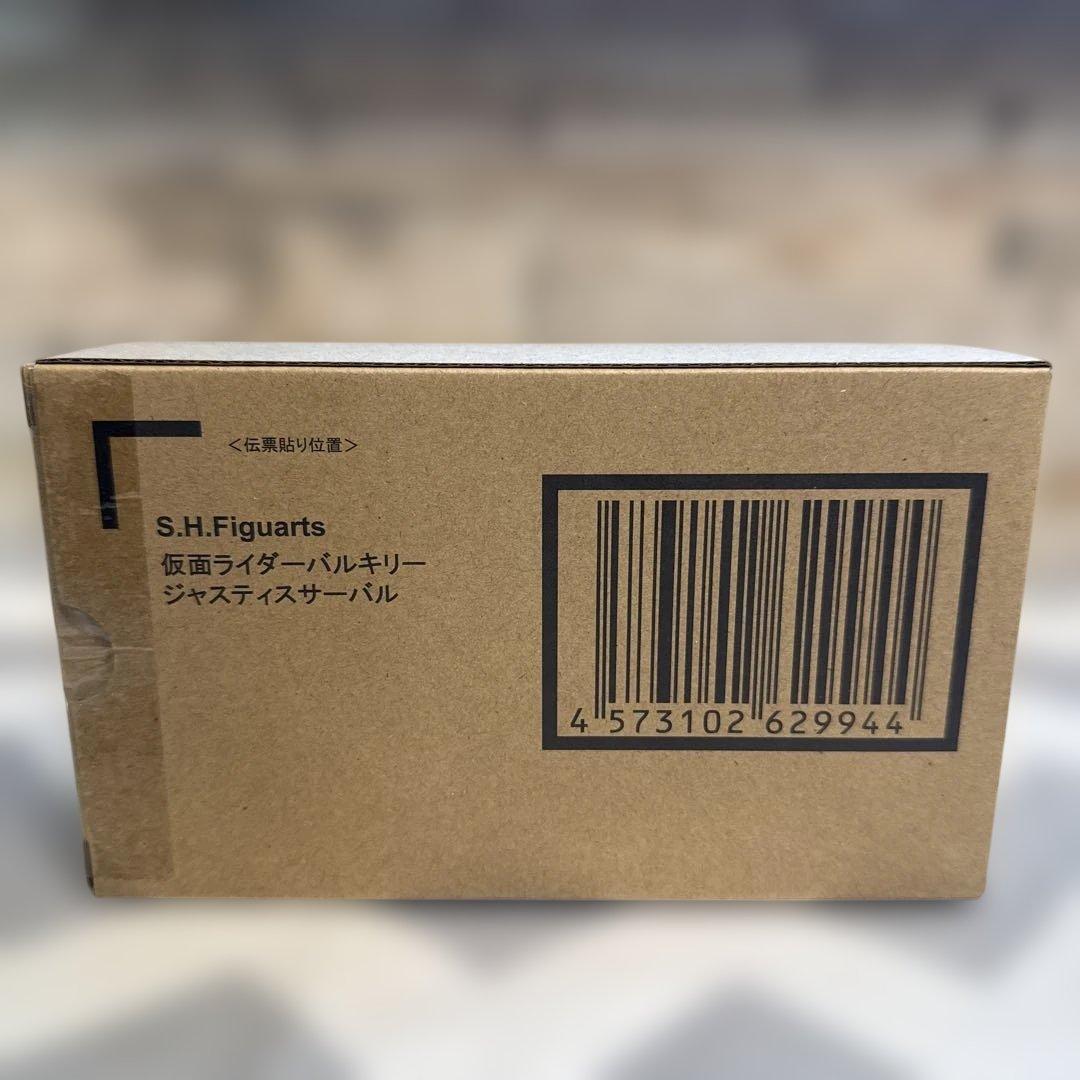 ＜伝票貼り位置＞
S.H.Figuarts
仮面ライダーバルキリー
ジャスティスサーバル
4 573102 629944